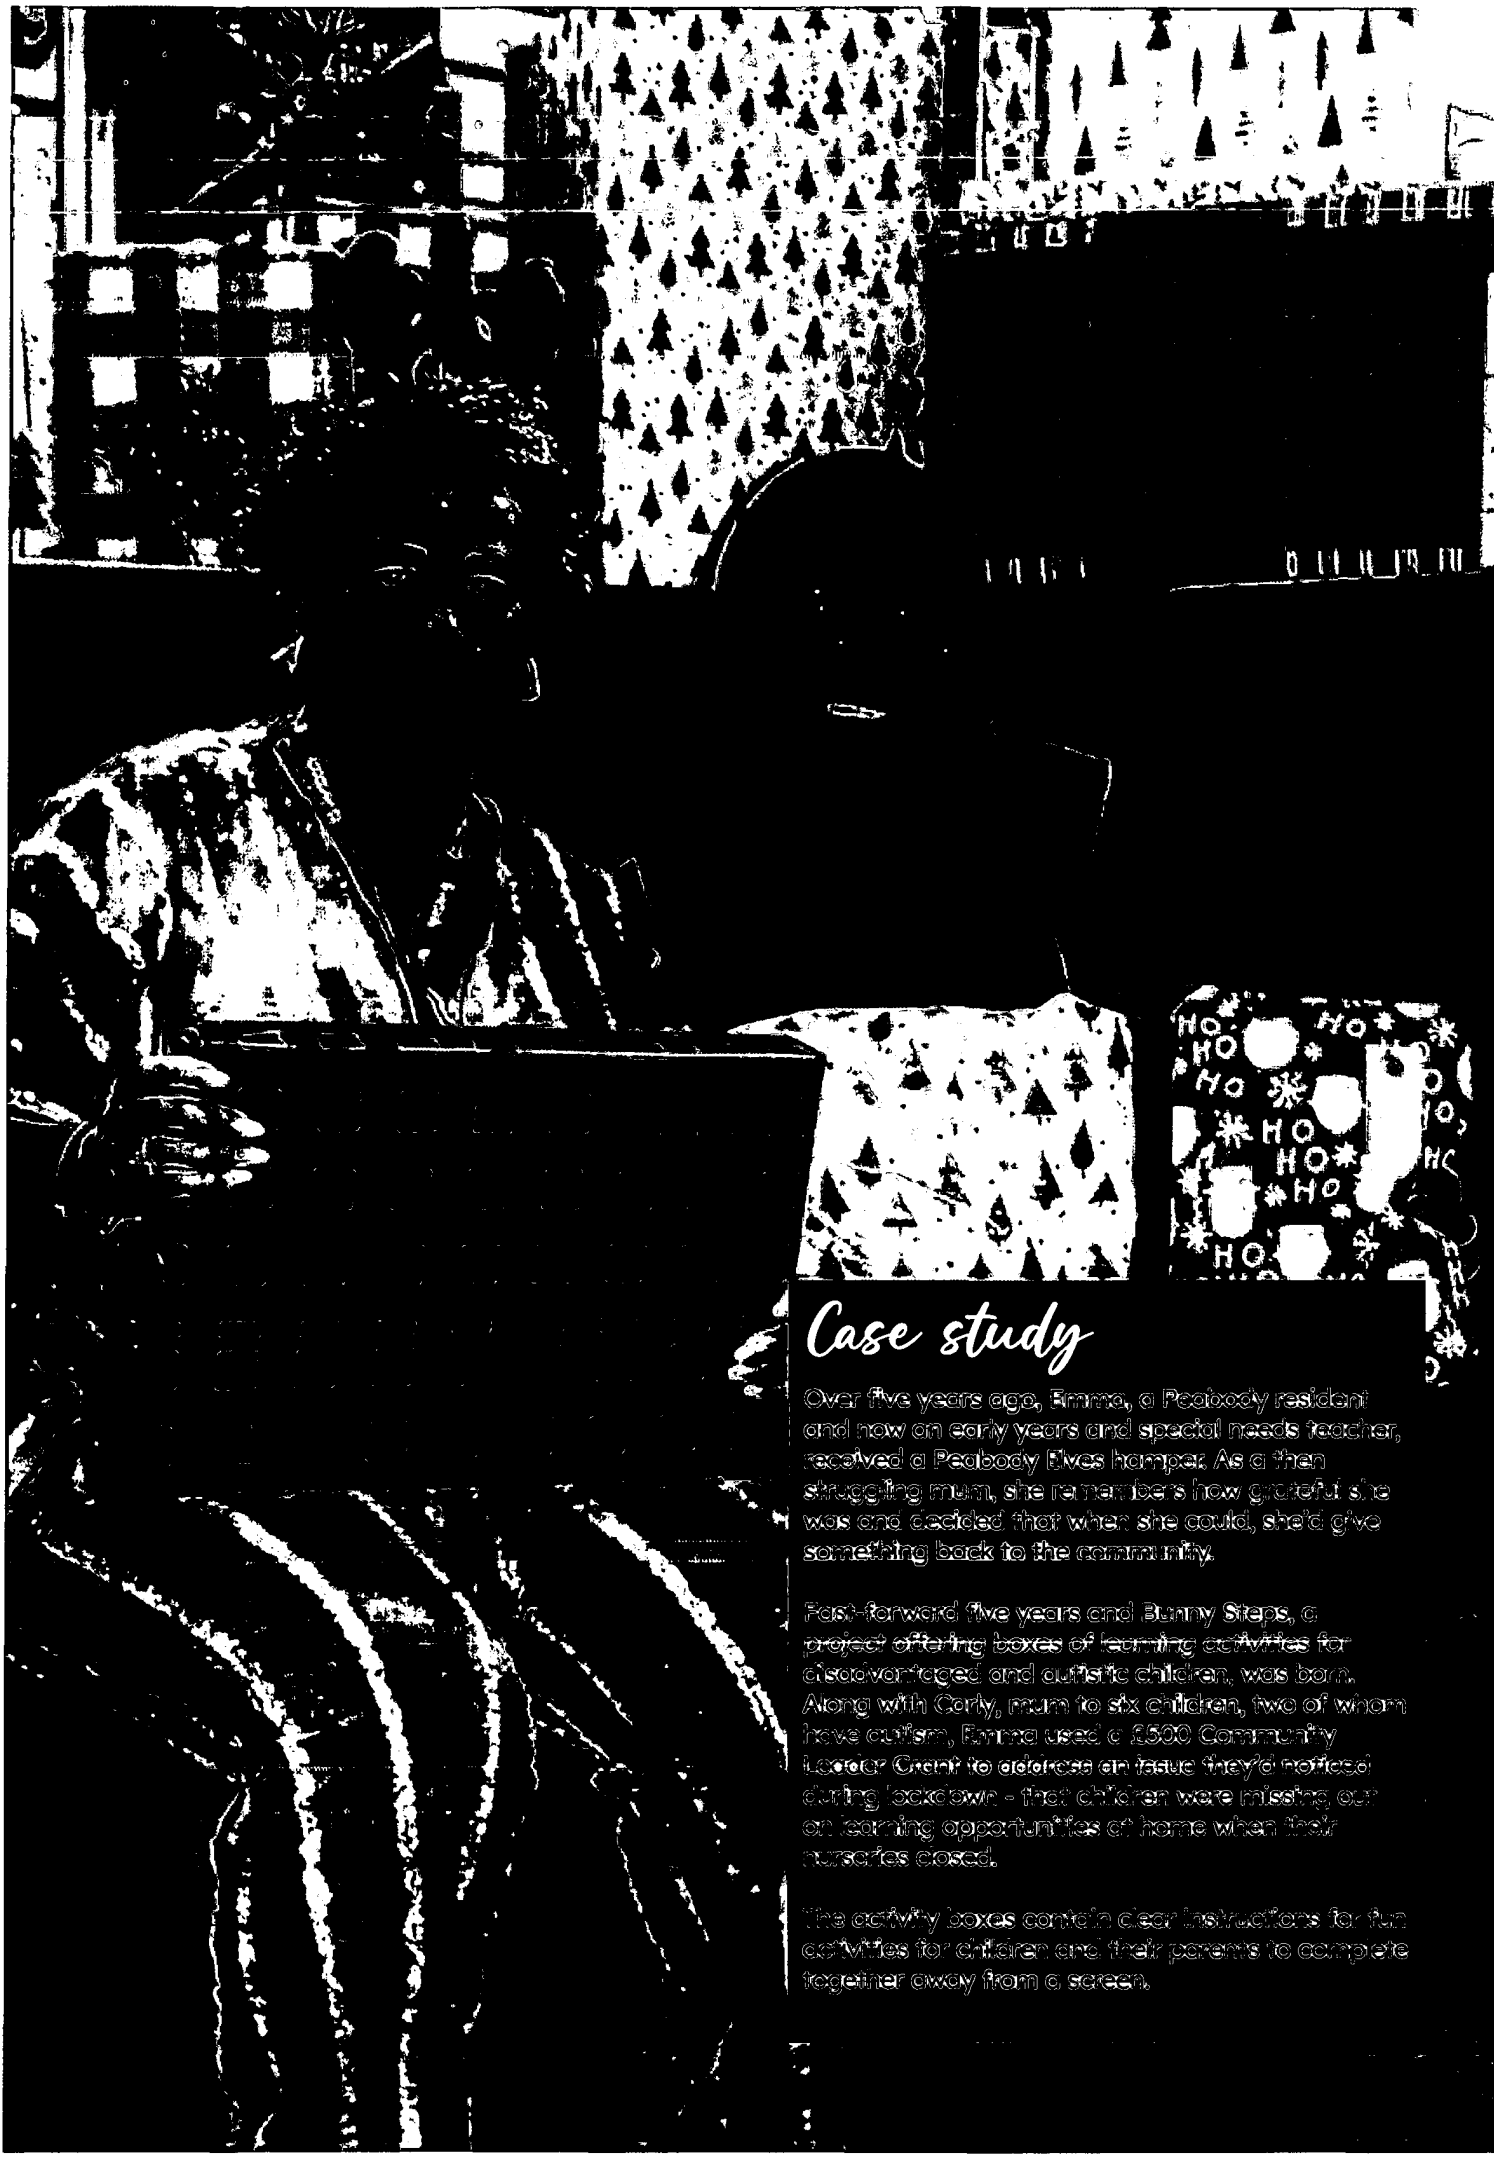 HO HO
HO
HO
HO
HO
HO HO
HO
HO
HO
Case study
Over five years ago, Emma, a Peabody resident
and now an early years and special needs teacher,
received a Peabody Elves hamper. As a then
struggling mum, she remembers how grateful she
was and decided that when she could, she'd give
something back to the community.
Fast-forward five years and Bunny Steps, a
project offering boxes of learning activities for
disadvantaged and autistic children, was born.
Along with Carly, mum to six children, two of whom
have autism, Emma used a £500 Community
Leader Grant to address an issue they'd noticed
during lockdown - that children were missing out
on learning opportunities at home when their
nurseries closed.
The activity boxes contain clear instructions for fun
activities for children and their parents to complete
together away from a screen.